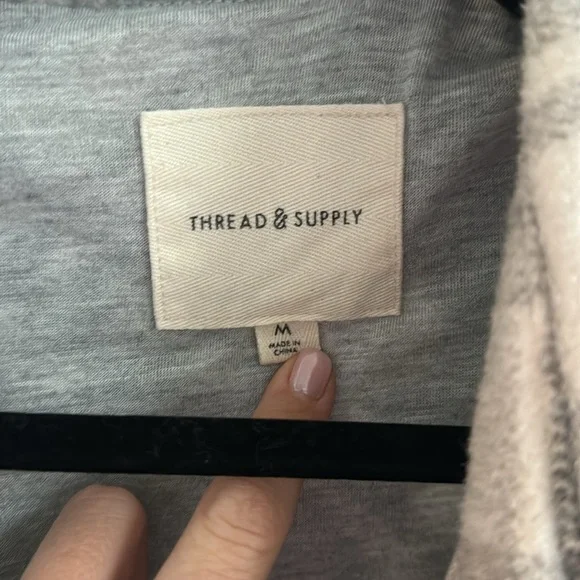 THREAD & SUPPLY
M
MADE IN
CHINA